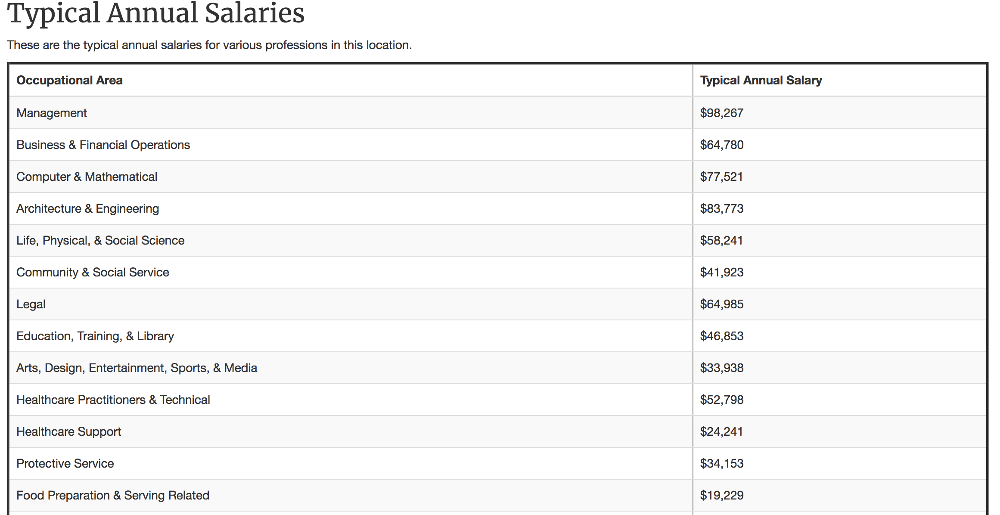 Typical Annual Salaries
These are the typical annual salaries for various professions in this location.
Occupational Area Typical Annual Salary
Management $98,267
Business & Financial Operations $64,780
Computer & Mathematical $77,521
Architecture & Engineering $83,773
Life, Physical, & Social Science $58,241
Community & Social Service $41,923
Legal $64,985
Education, Training, & Library $46,853
Arts, Design, Entertainment, Sports, & Media $33,938
Healthcare Practitioners & Technical $52,798
Healthcare Support $24,241
Protective Service $34,153
Food Preparation & Serving Related $19,229